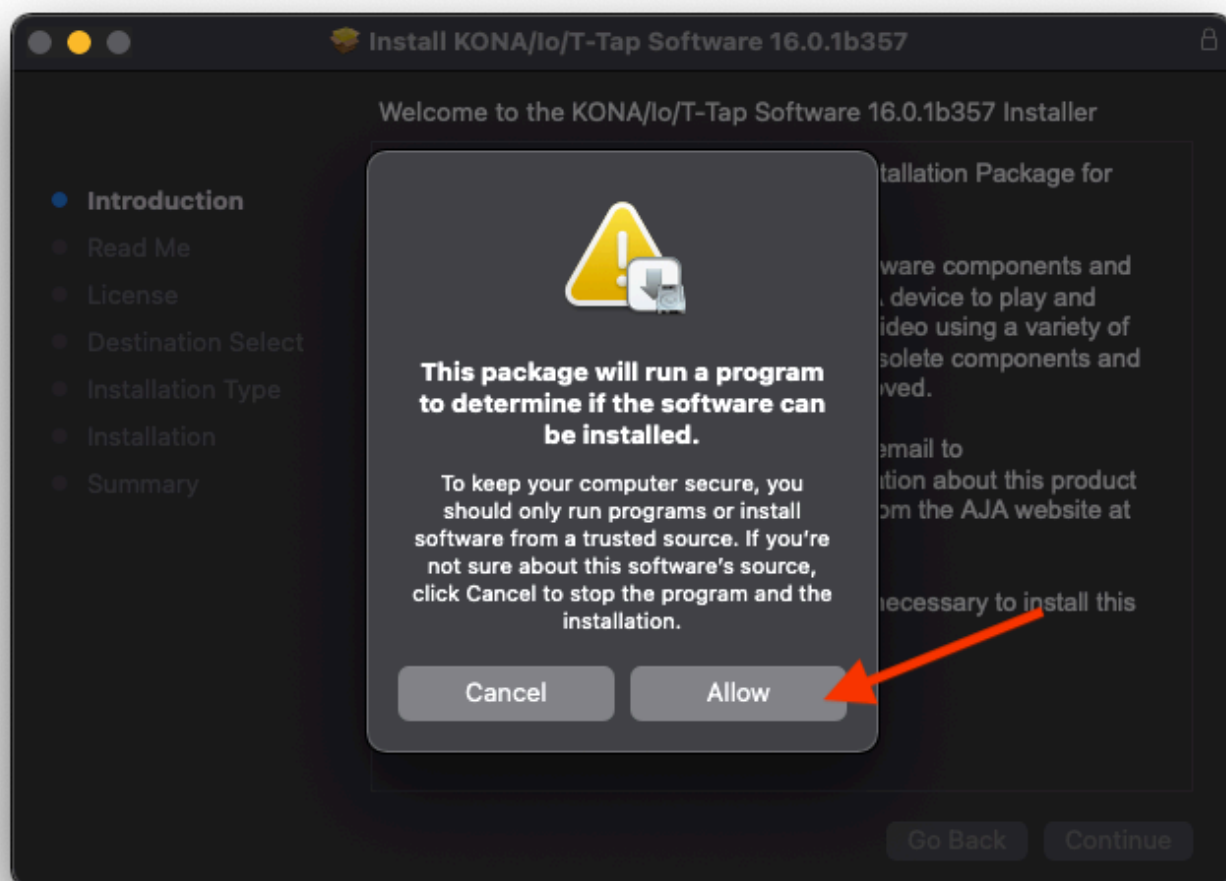 Install KONA/Io/T-Tap Software 16.0.1b357
Welcome to the KONA/Io/T-Tap Software 16.0.1b357 Installer
Introduction
Read Me
License
Destination Select
Installation Type
Installation
Summary
tallation Package for
ware components and
device to play and
ideo using a variety of
solete components and
ved.
email to
tion about this product
om the AJA website at
necessary to install this
This package will run a program
to determine if the software can
be installed.
To keep your computer secure, you
should only run programs or install
software from a trusted source. If you're
not sure about this software's source,
click Cancel to stop the program and the
installation.
Cancel
Allow
Go Back
Continue